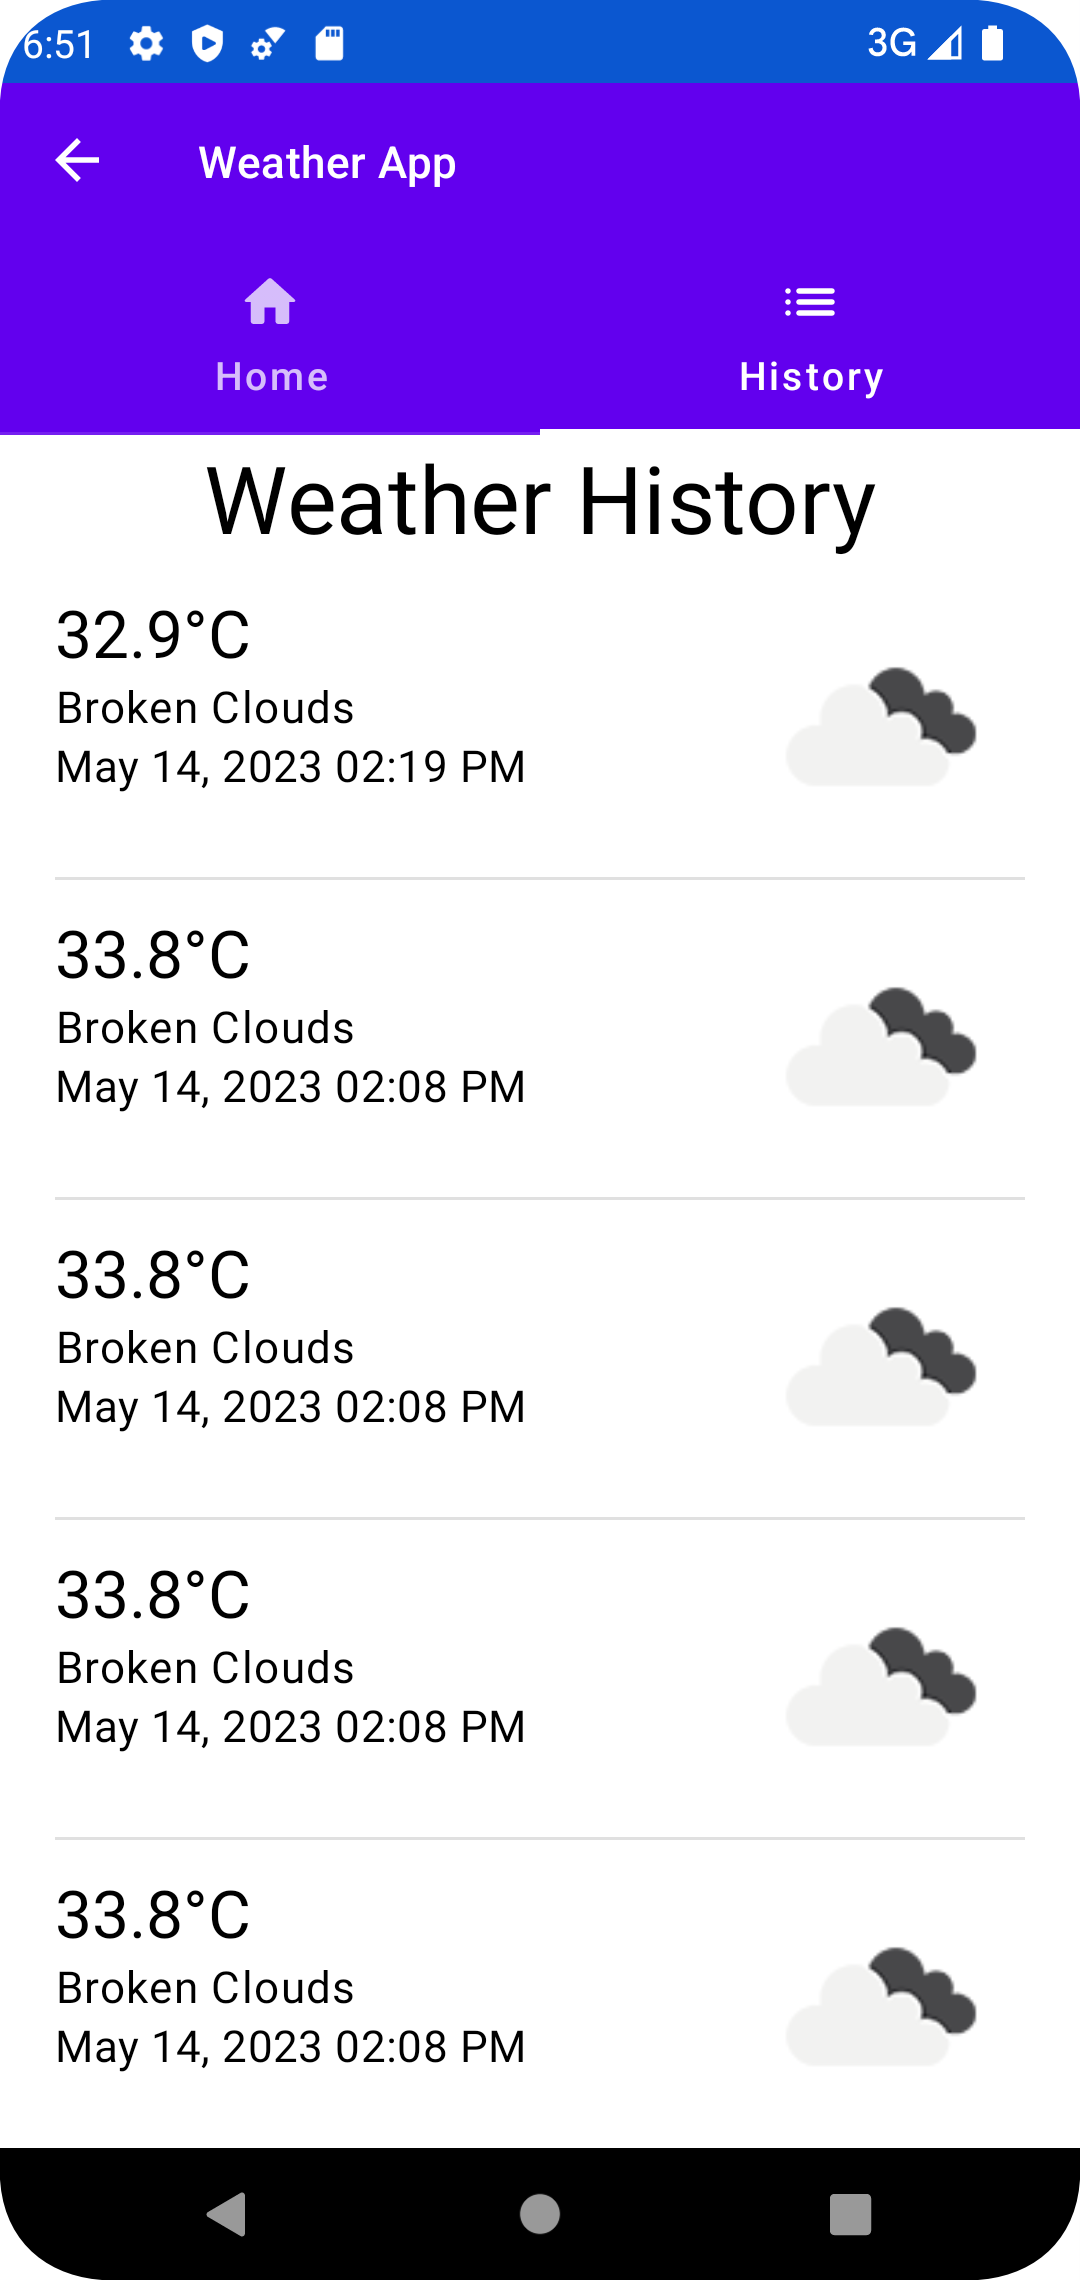 6:51 3G
Weather App
Home History
Weather History
32.9°C
Broken Clouds
May 14, 2023 02:19 PM
33.8°C
Broken Clouds
May 14, 2023 02:08 PM
33.8°C
Broken Clouds
May 14, 2023 02:08 PM
33.8°C
Broken Clouds
May 14, 2023 02:08 PM
33.8°C
Broken Clouds
May 14, 2023 02:08 PM